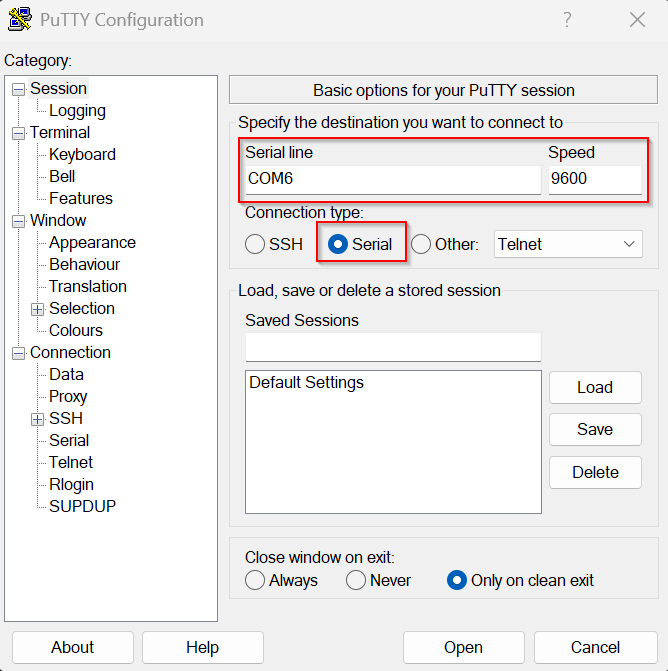 PuTTY Configuration
Category:
Session
Logging
Terminal
Keyboard
Bell
Features
Window
Appearance
Behaviour
Translation
Selection
Colours
Connection
Data
Proxy
SSH
Serial
Telnet
Rlogin
SUPDUP
Basic options for your PuTTY session
Specify the destination you want to connect to
Serial line Speed
COM6 9600
Connection type:
SSH Serial Other: Telnet
Load, save or delete a stored session
Saved Sessions
Default Settings
Load
Save
Delete
Close window on exit:
Always Never Only on clean exit
About Help Open Cancel